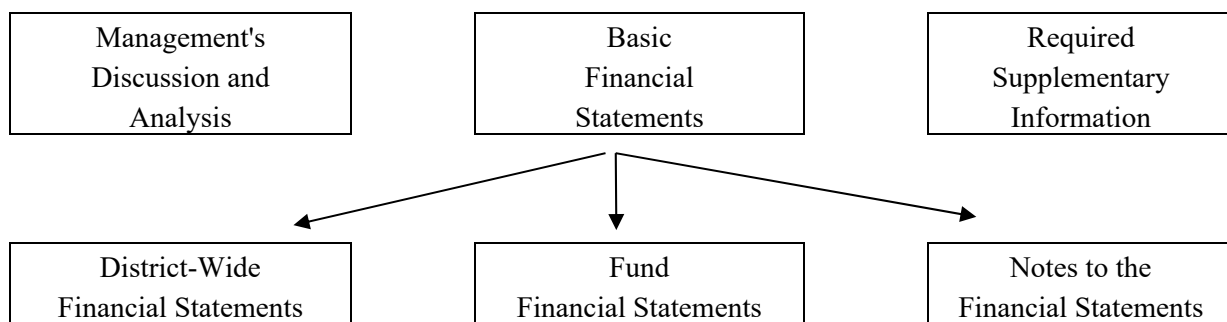 Management's
Discussion and
Analysis
Basic
Financial
Statements
Required
Supplementary
Information
District-Wide
Financial Statements
Fund
Financial Statements
Notes to the
Financial Statements